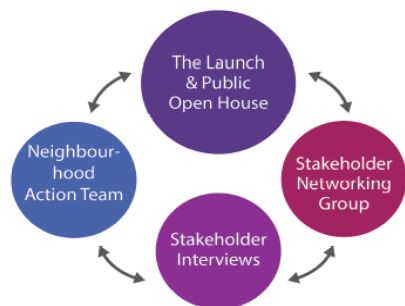 The Launch
& Public
Open House
Neighbour-
hood
Action Team
Stakeholder
Networking
Group
Stakeholder
Interviews